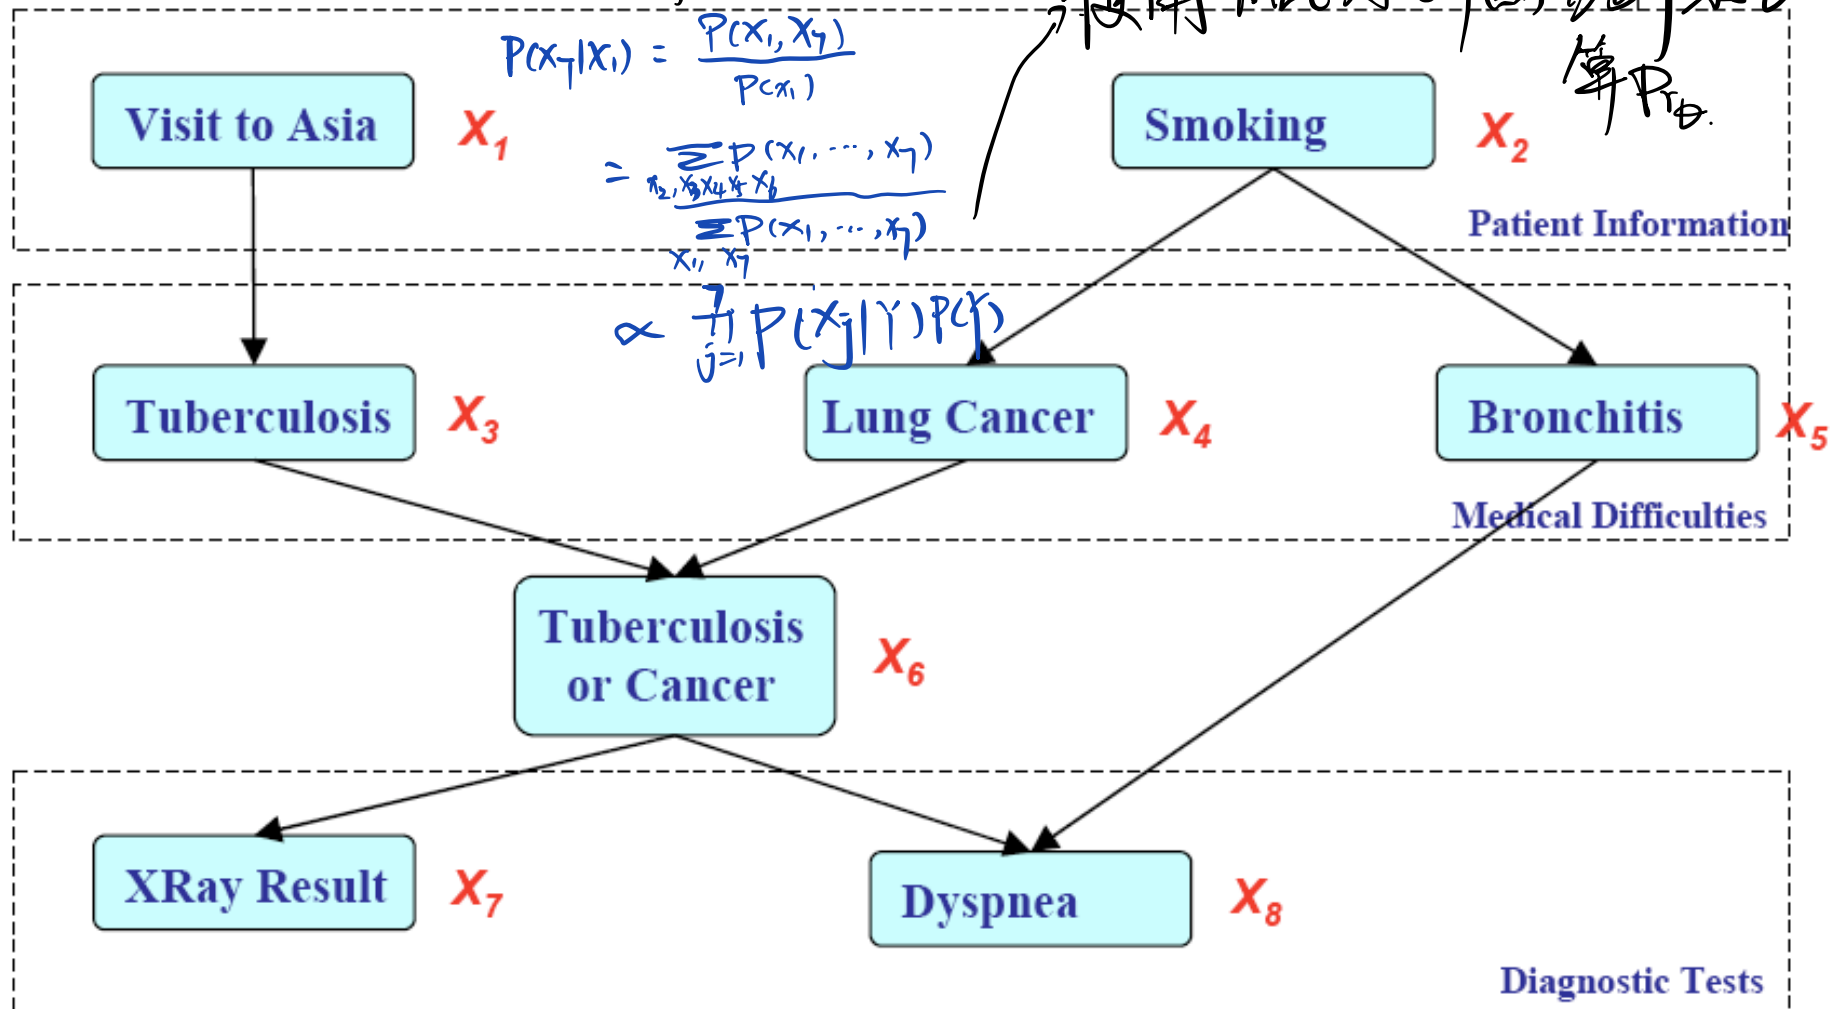 P(x₇|x₁) = P(x₁, x₇) / P(x₁)
算 Prθ.
Visit to Asia X₁
Smoking X₂
= Σ P(x₁, ..., x₇)
x₂, x₃ x₄ x₅ x₆
Σ P(x₁, ..., x₇)
x₁, x₇
Patient Information
∝ 7 ∏ j=1 P(xj|Y) P(
Tuberculosis X₃
Lung Cancer X₄
Bronchitis X₅
Medical Difficulties
Tuberculosis
or Cancer
X₆
XRay Result X₇
Dyspnea X₈
Diagnostic Tests